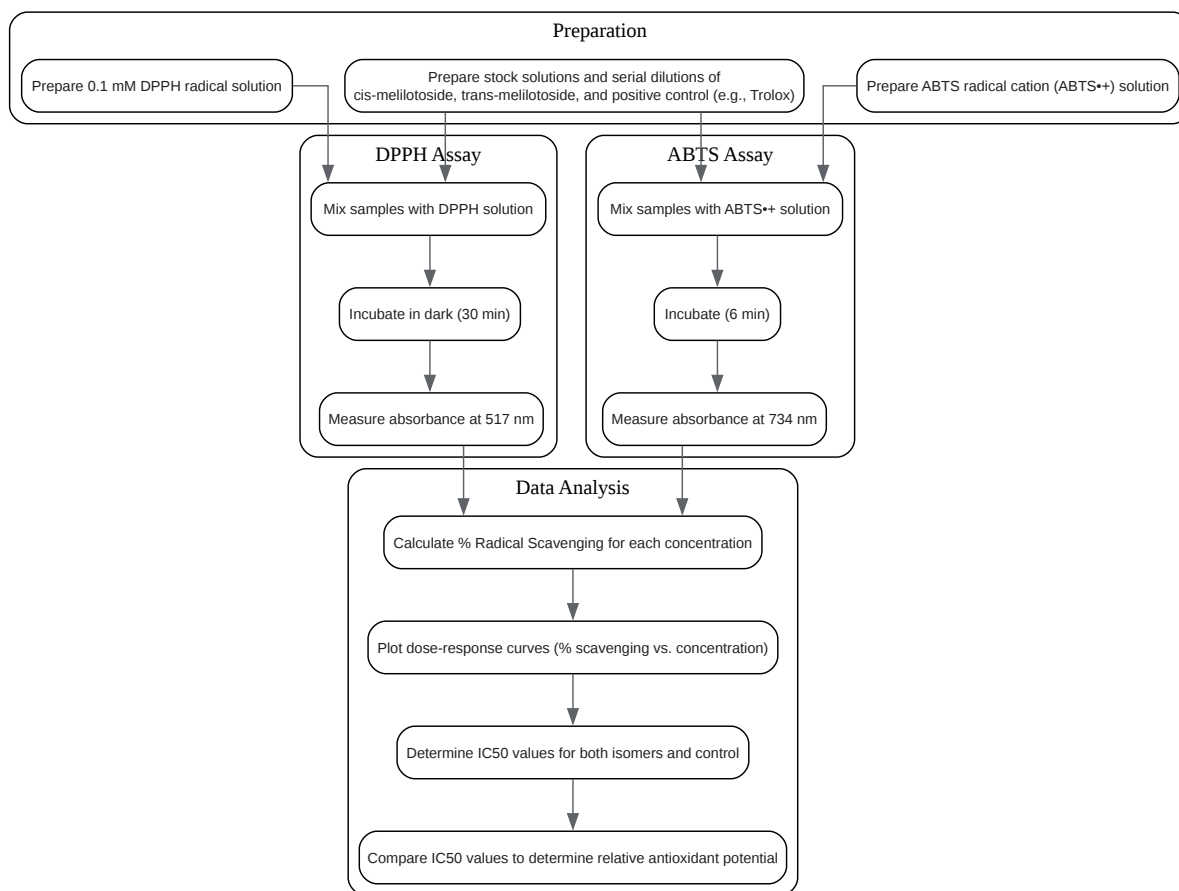 Preparation
Prepare 0.1 mM DPPH radical solution
Prepare stock solutions and serial dilutions of
cis-melilotoside, trans-melilotoside, and positive control (e.g., Trolox)
Prepare ABTS radical cation (ABTS•+) solution
DPPH Assay
Mix samples with DPPH solution
Incubate in dark (30 min)
Measure absorbance at 517 nm
ABTS Assay
Mix samples with ABTS•+ solution
Incubate (6 min)
Measure absorbance at 734 nm
Data Analysis
Calculate % Radical Scavenging for each concentration
Plot dose-response curves (% scavenging vs. concentration)
Determine IC50 values for both isomers and control
Compare IC50 values to determine relative antioxidant potential